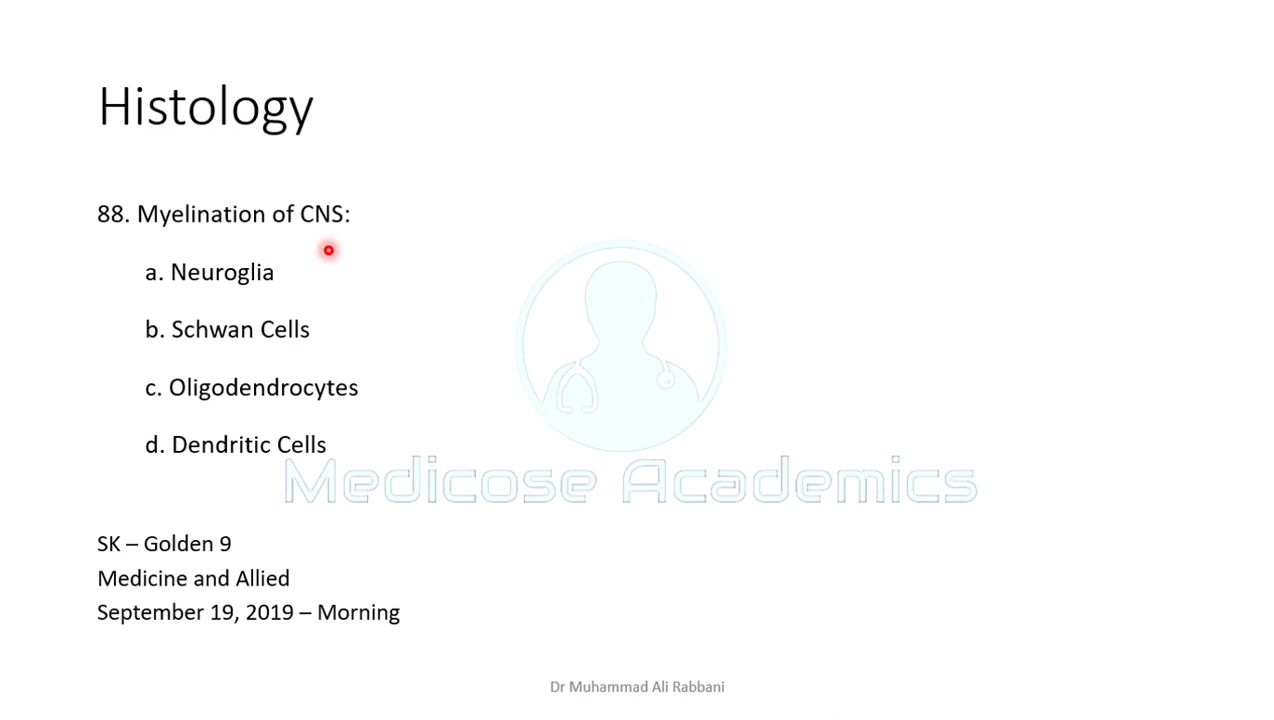 Histology
88. Myelination of CNS:
a. Neuroglia
b. Schwan Cells
c. Oligodendrocytes
d. Dendritic Cells
Medicose Academics
SK – Golden 9
Medicine and Allied
September 19, 2019 – Morning
Dr Muhammad Ali Rabbani